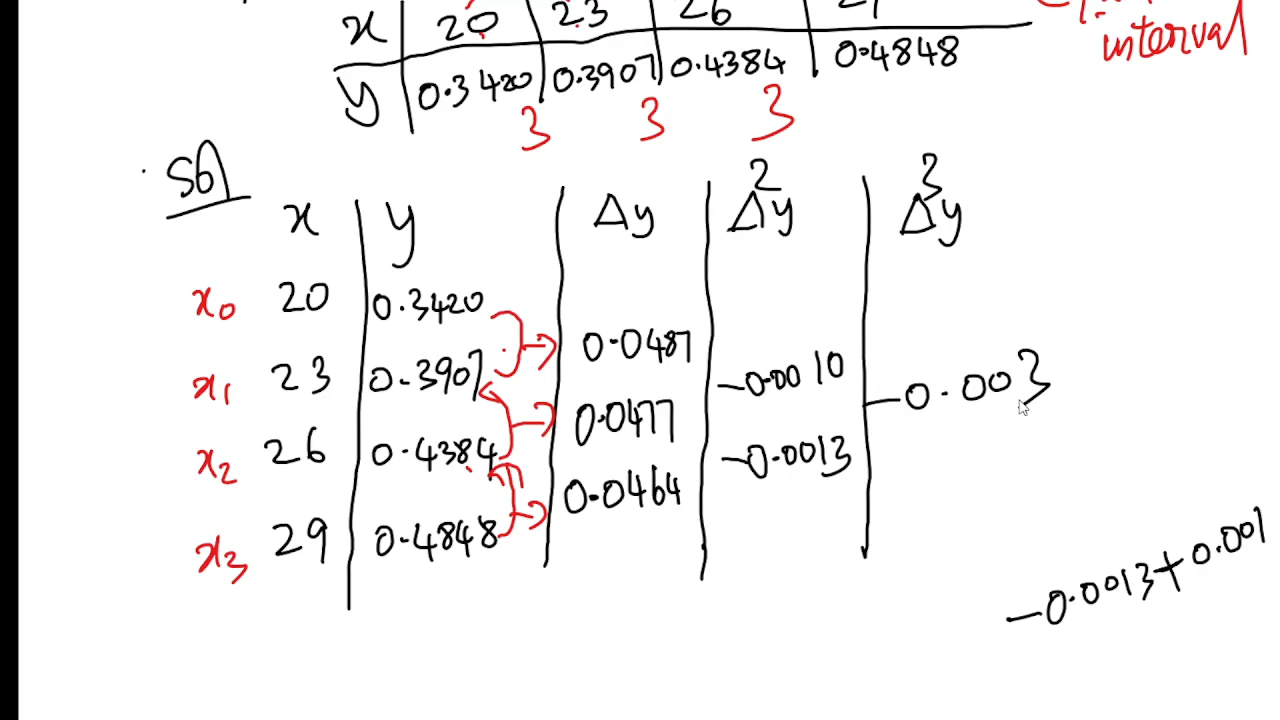 x 20 23 26
y 0.3420 0.3907 0.4384 0.4848
interval
3 3 3
Sol
x y Δy Δ²y Δ³y
x₀ 20 0.3420
0.0487
x₁ 23 0.3907 -0.0010
0.0477 -0.003
x₂ 26 0.4384 -0.0013
0.0464
x₃ 29 0.4848
-0.0013+0.001